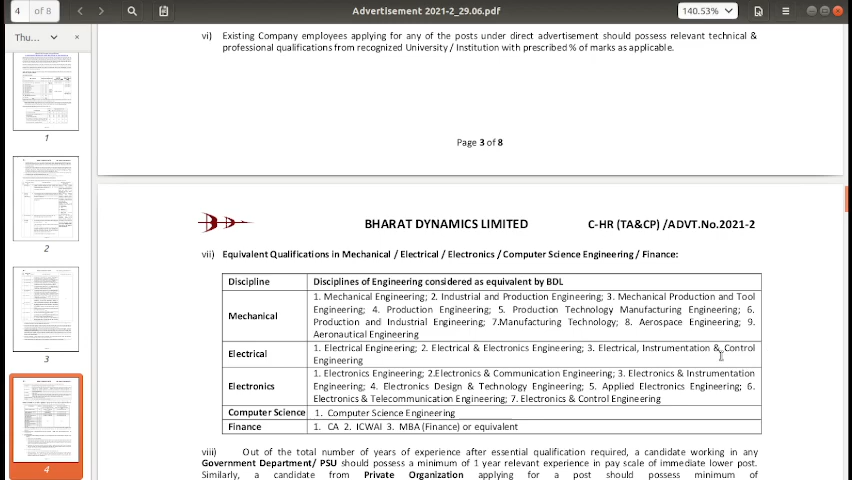 4 of 8
Advertisement 2021-2_29.06.pdf
140.53%
Thu...
1
2
3
4
vi) Existing Company employees applying for any of the posts under direct advertisement should possess relevant technical &
professional qualifications from recognized University / Institution with prescribed % of marks as applicable.
Page 3 of 8
BHARAT DYNAMICS LIMITED C-HR (TA&CP) /ADVT.No.2021-2
vii) Equivalent Qualifications in Mechanical / Electrical / Electronics / Computer Science Engineering / Finance:
Discipline Disciplines of Engineering considered as equivalent by BDL
Mechanical
1. Mechanical Engineering; 2. Industrial and Production Engineering; 3. Mechanical Production and Tool
Engineering; 4. Production Engineering; 5. Production Technology Manufacturing Engineering; 6.
Production and Industrial Engineering; 7.Manufacturing Technology; 8. Aerospace Engineering; 9.
Aeronautical Engineering
Electrical
1. Electrical Engineering; 2. Electrical & Electronics Engineering; 3. Electrical, Instrumentation & Control
Engineering
Electronics
1. Electronics Engineering; 2.Electronics & Communication Engineering; 3. Electronics & Instrumentation
Engineering; 4. Electronics Design & Technology Engineering; 5. Applied Electronics Engineering; 6.
Electronics & Telecommunication Engineering; 7. Electronics & Control Engineering
Computer Science 1. Computer Science Engineering
Finance 1. CA 2. ICWAI 3. MBA (Finance) or equivalent
viii) Out of the total number of years of experience after essential qualification required, a candidate working in any
Government Department/ PSU should possess a minimum of 1 year relevant experience in pay scale of immediate lower post.
Similarly, a candidate from Private Organization applying for a post should possess minimum of